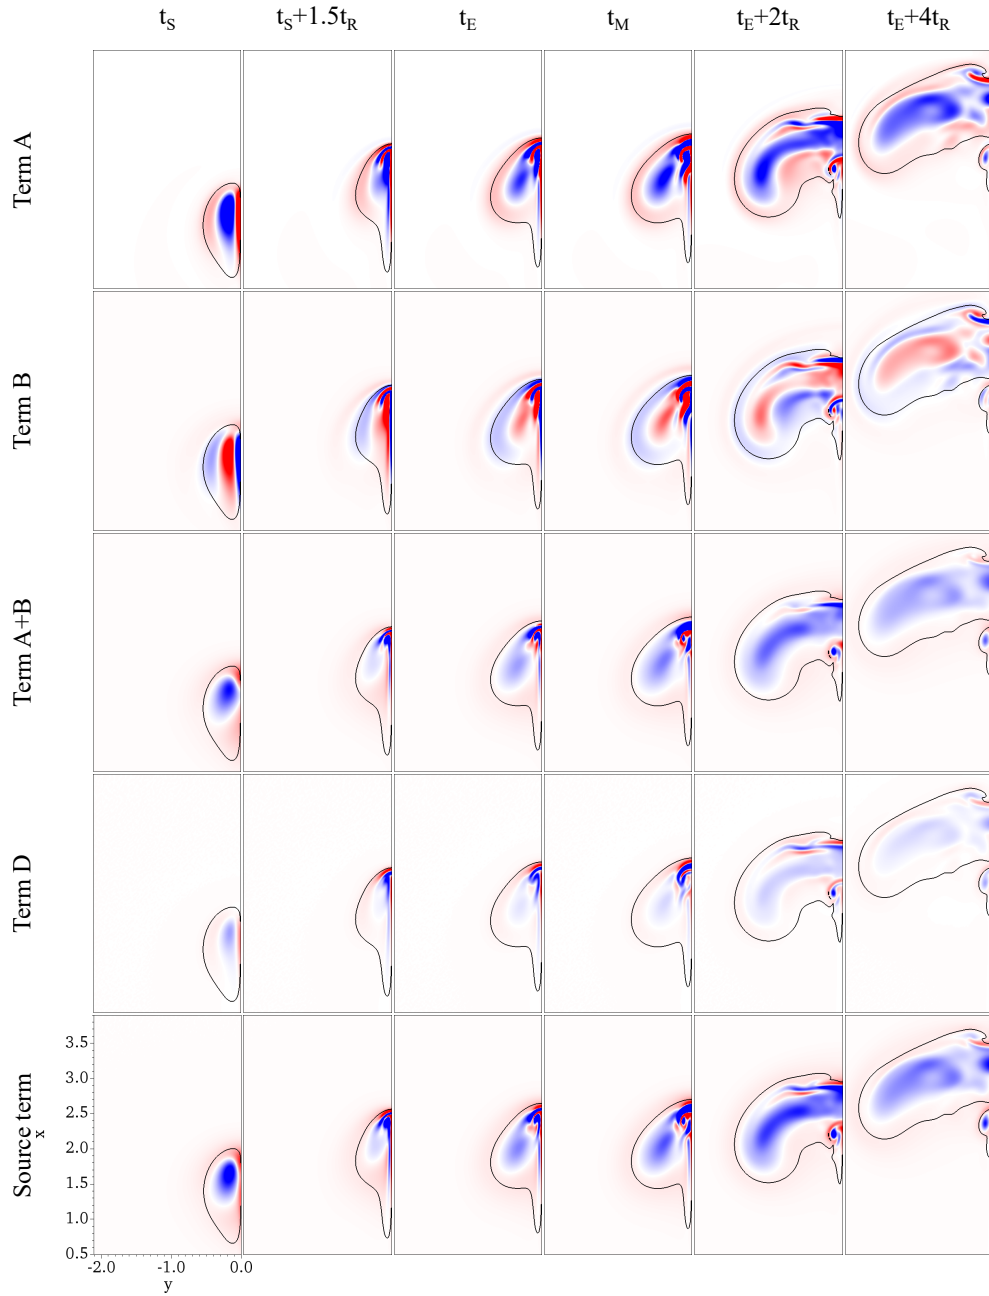 t_S t_S+1.5t_R t_E t_M t_E+2t_R t_E+4t_R
Term A
Term B
Term A+B
Term D
Source term
x
3.5
3.0
2.5
2.0
1.5
1.0
0.5
-2.0 -1.0 0.0
y